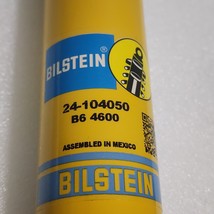 BILSTEIN®
24-104050
B6 4600
ASSEMBLED IN MEXICO
BILSTEIN